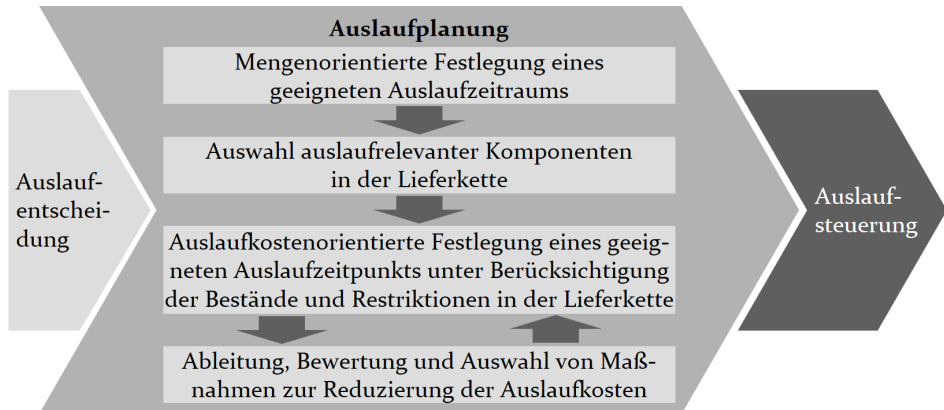 Auslauf-
entschei-
dung
Auslaufplanung
Mengenorientierte Festlegung eines
geeigneten Auslaufzeitraums
Auswahl auslaufrelevanter Komponenten
in der Lieferkette
Auslaufkostenorientierte Festlegung eines geeig-
neten Auslaufzeitpunkts unter Berücksichtigung
der Bestände und Restriktionen in der Lieferkette
Ableitung, Bewertung und Auswahl von Maß-
nahmen zur Reduzierung der Auslaufkosten
Auslauf-
steuerung